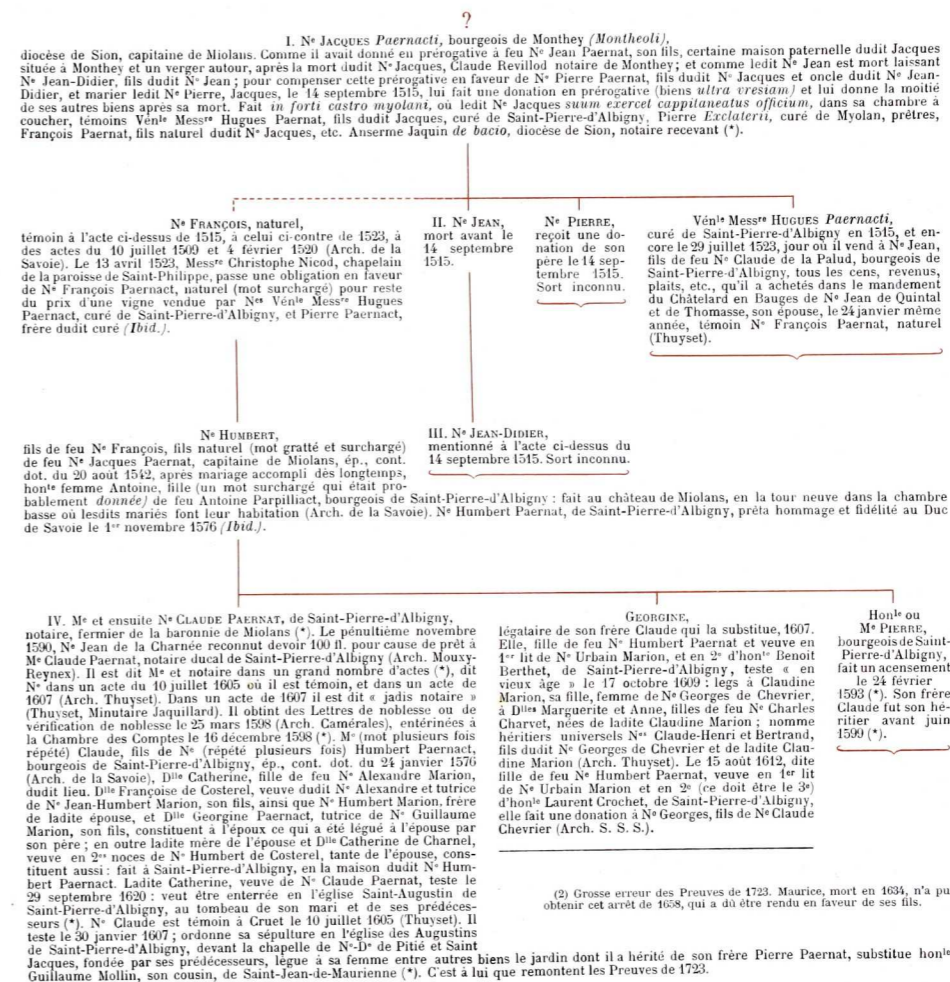 ?
I. Nᵉ JACQUES Paernacti, bourgeois de Monthey (Montheoli),
diocèse de Sion, capitaine de Miolans. Comme il avait donné en prérogative à feu Nᵉ Jean Paernat, son fils, certaine maison paternelle dudit Jacques
située à Monthey et un verger autour, après la mort dudit Nᵉ Jacques, Claude Revillod notaire de Monthey; et comme ledit Nᵉ Jean est mort laissant
Nᵉ Jean-Didier, fils dudit Nᵉ Jean; pour compenser cette prérogative en faveur de Nᵉ Pierre Paernat, fils dudit Nᵉ Jacques et oncle dudit Nᵉ Jean-
Didier, et marier ledit Nᵉ Pierre, Jacques, le 14 septembre 1515, lui fait une donation en prérogative (biens ultra vresiam) et lui donne la moitié
de ses autres biens après sa mort. Fait in forti castro myolani, où ledit Nᵉ Jacques suum exercet cappilaneatus officium, dans sa chambre à
coucher, témoins Vénˡᵉ Messʳᵉ Hugues Paernat, fils dudit Jacques, curé de Saint-Pierre-d'Albigny, Pierre Exclaterii, curé de Myolan, prêtres,
François Paernat, fils naturel dudit Nᵉ Jacques, etc. Anserme Jaquin de bacio, diocèse de Sion, notaire recevant (*).
Nᵉ FRANÇOIS, naturel,
témoin à l'acte ci-dessus de 1515, à celui ci-contre de 1523, à
des actes du 10 juillet 1509 et 4 février 1520 (Arch. de la
Savoie). Le 13 avril 1523, Messʳᵉ Christophe Nicod, chapelain
de la paroisse de Saint-Philippe, passe une obligation en faveur
de Nᵉ François Paernact, naturel (mot surchargé) pour reste
du prix d'une vigne vendue par Nᵉˢ Vénˡᵉ Messʳᵉ Hugues
Paernact, curé de Saint-Pierre-d'Albigny, et Pierre Paernact,
frère dudit curé (Ibid.).
II. Nᵉ JEAN,
mort avant le
14 septembre
1515.
Nᵉ PIERRE,
reçoit une do-
nation de son
père le 14 sep-
tembre 1515.
Sort inconnu.
Vénˡᵉ Messʳᵉ HUGUES Paernacti,
curé de Saint-Pierre-d'Albigny en 1515, et en-
core le 29 juillet 1523, jour où il vend à Nᵉ Jean,
fils de feu Nᵉ Claude de la Palud, bourgeois de
Saint-Pierre-d'Albigny, tous les cens, revenus,
plaits, etc., qu'il a achetés dans le mandement
du Châtelard en Bauges de Nᵉ Jean de Quintal
et de Thomasse, son épouse, le 24 janvier même
année, témoin Nᵉ François Paernat, naturel
(Thuyset).
Nᵉ HUMBERT,
fils de feu Nᵉ François, fils naturel (mot gratté et surchargé)
de feu Nᵉ Jacques Paernat, capitaine de Miolans, ép., cont.
dot. du 20 août 1542, après mariage accompli dès longtemps,
honᵗᵉ femme Antoine, fille (un mot surchargé qui était pro-
bablement donnée) de feu Antoine Parpilliact, bourgeois de Saint-Pierre-d'Albigny : fait au château de Miolans, en la tour neuve dans la chambre
basse où lesdits mariés font leur habitation (Arch. de la Savoie). Nᵉ Humbert Paernat, de Saint-Pierre-d'Albigny, prêta hommage et fidélité au Duc
de Savoie le 1ᵉʳ novembre 1576 (Ibid.).
III. Nᵉ JEAN-DIDIER,
mentionné à l'acte ci-dessus du
14 septembre 1515. Sort inconnu.
IV. Mᵉ et ensuite Nᵉ CLAUDE PAERNAT, de Saint-Pierre-d'Albigny,
notaire, fermier de la baronnie de Miolans (*). Le pénultième novembre
1590, Nᵉ Jean de la Charnée reconnut devoir 100 fl. pour cause de prêt à
Mᵉ Claude Paernat, notaire ducal de Saint-Pierre-d'Albigny (Arch. Mouxy-
Reynex). Il est dit Mᵉ et notaire dans un grand nombre d'actes (*), dit
Nᵉ dans un acte du 10 juillet 1605 où il est témoin, et dans un acte de
1607 (Arch. Thuyset). Dans un acte de 1607 il est dit « jadis notaire »
(Thuyset, Minutaire Jaquillard). Il obtint des Lettres de noblesse ou de
vérification de noblesse le 25 mars 1598 (Arch. Camérales), entérinées à
la Chambre des Comptes le 16 décembre 1598 (*). Mᵉ (mot plusieurs fois
répété) Claude, fils de Nᵉ (répété plusieurs fois) Humbert Paernact,
bourgeois de Saint-Pierre-d'Albigny, ép., cont. dot. du 24 janvier 1576
(Arch. de la Savoie), Dˡˡᵉ Catherine, fille de feu Nᵉ Alexandre Marion,
dudit lieu. Dˡˡᵉ Françoise de Costerel, veuve dudit Nᵉ Alexandre et tutrice
de Nᵉ Jean-Humbert Marion, son fils, ainsi que Nᵉ Humbert Marion, frère
de ladite épouse, et Dˡˡᵉ Georgine Paernact, tutrice de Nᵉ Guillaume
Marion, son fils, constituent à l'époux ce qui a été légué à l'épouse par
son père; en outre ladite mère de l'épouse et Dˡˡᵉ Catherine de Charnel,
veuve en 2ᵉˢ noces de Nᵉ Humbert de Costerel, tante de l'épouse, cons-
tituent aussi : fait à Saint-Pierre-d'Albigny, en la maison dudit Nᵉ Hum-
bert Paernact. Ladite Catherine, veuve de Nᵉ Claude Paernat, teste le
29 septembre 1620 : veut être enterrée en l'église Saint-Augustin de
Saint-Pierre-d'Albigny, au tombeau de son mari et de ses prédéces-
seurs (*). Nᵉ Claude est témoin à Cruet le 10 juillet 1605 (Thuyset). Il
teste le 30 janvier 1607; ordonne sa sépulture en l'église des Augustins
de Saint-Pierre-d'Albigny, devant la chapelle de Nᵉ-Dᵉ de Pitié et Saint
Jacques, fondée par ses prédécesseurs, lègue à sa femme entre autres biens le jardin dont il a hérité de son frère Pierre Paernat, substitue honˡᵉ
Guillaume Mollin, son cousin, de Saint-Jean-de-Maurienne (*). C'est à lui que remontent les Preuves de 1723.
GEORGINE,
légataire de son frère Claude qui la substitue, 1607.
Elle, fille de feu Nᵉ Humbert Paernat et veuve en
1ᵉʳ lit de Nᵉ Urbain Marion, et en 2ᵉ d'honᵗᵉ Benoit
Berthet, de Saint-Pierre-d'Albigny, teste « en
vieux âge » le 17 octobre 1609 : legs à Claudine
Marion, sa fille, femme de Nᵉ Georges de Chevrier,
à Dˡˡᵉˢ Marguerite et Anne, filles de feu Nᵉ Charles
Charvet, nées de ladite Claudine Marion; nomme
héritiers universels Nᵉˢ Claude-Henri et Bertrand,
fils dudit Nᵉ Georges de Chevrier et de ladite Clau-
dine Marion (Arch. Thuyset). Le 15 août 1612, dite
fille de feu Nᵉ Humbert Paernat, veuve en 1ᵉʳ lit
de Nᵉ Urbain Marion et en 2ᵉ (ce doit être le 3ᵉ)
d'honˡᵉ Laurent Crochet, de Saint-Pierre-d'Albigny,
elle fait une donation à Nᵉ Georges, fils de Nᵉ Claude
Chevrier (Arch. S. S. S.).
Honˡᵉ ou
Mᵉ PIERRE,
bourgeois de Saint-
Pierre-d'Albigny,
fait un acensement
le 24 février
1593 (*). Son frère
Claude fut son hé-
ritier avant juin
1599 (*).
(2) Grosse erreur des Preuves de 1723. Maurice, mort en 1634, n'a pu
obtenir cet arrêt de 1658, qui a dû être rendu en faveur de ses fils.